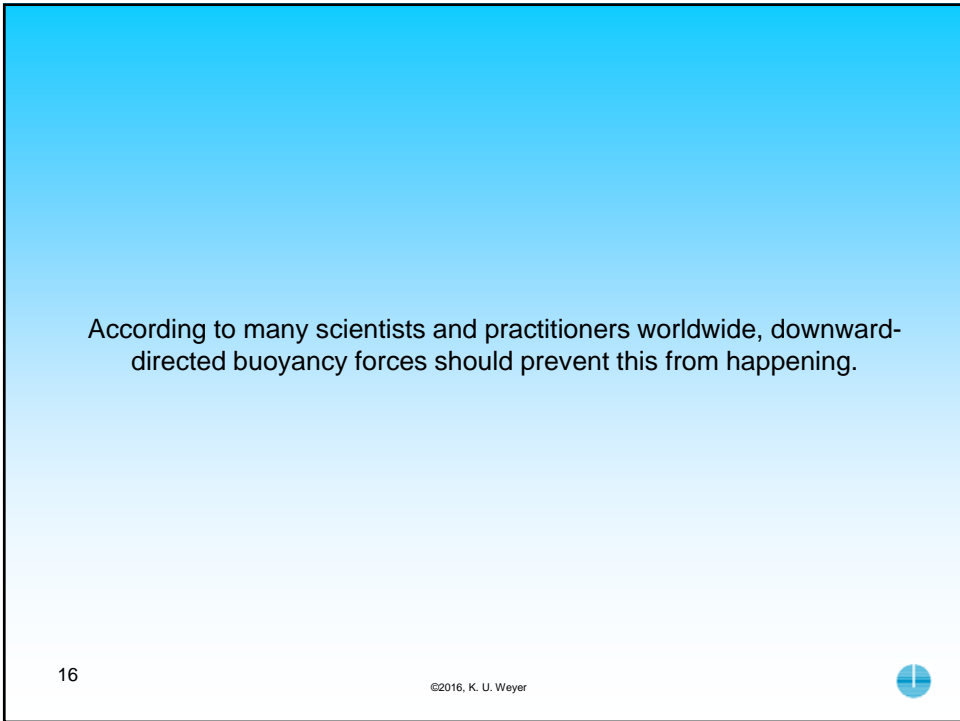 According to many scientists and practitioners worldwide, downward-
directed buoyancy forces should prevent this from happening.
16
©2016, K. U. Weyer